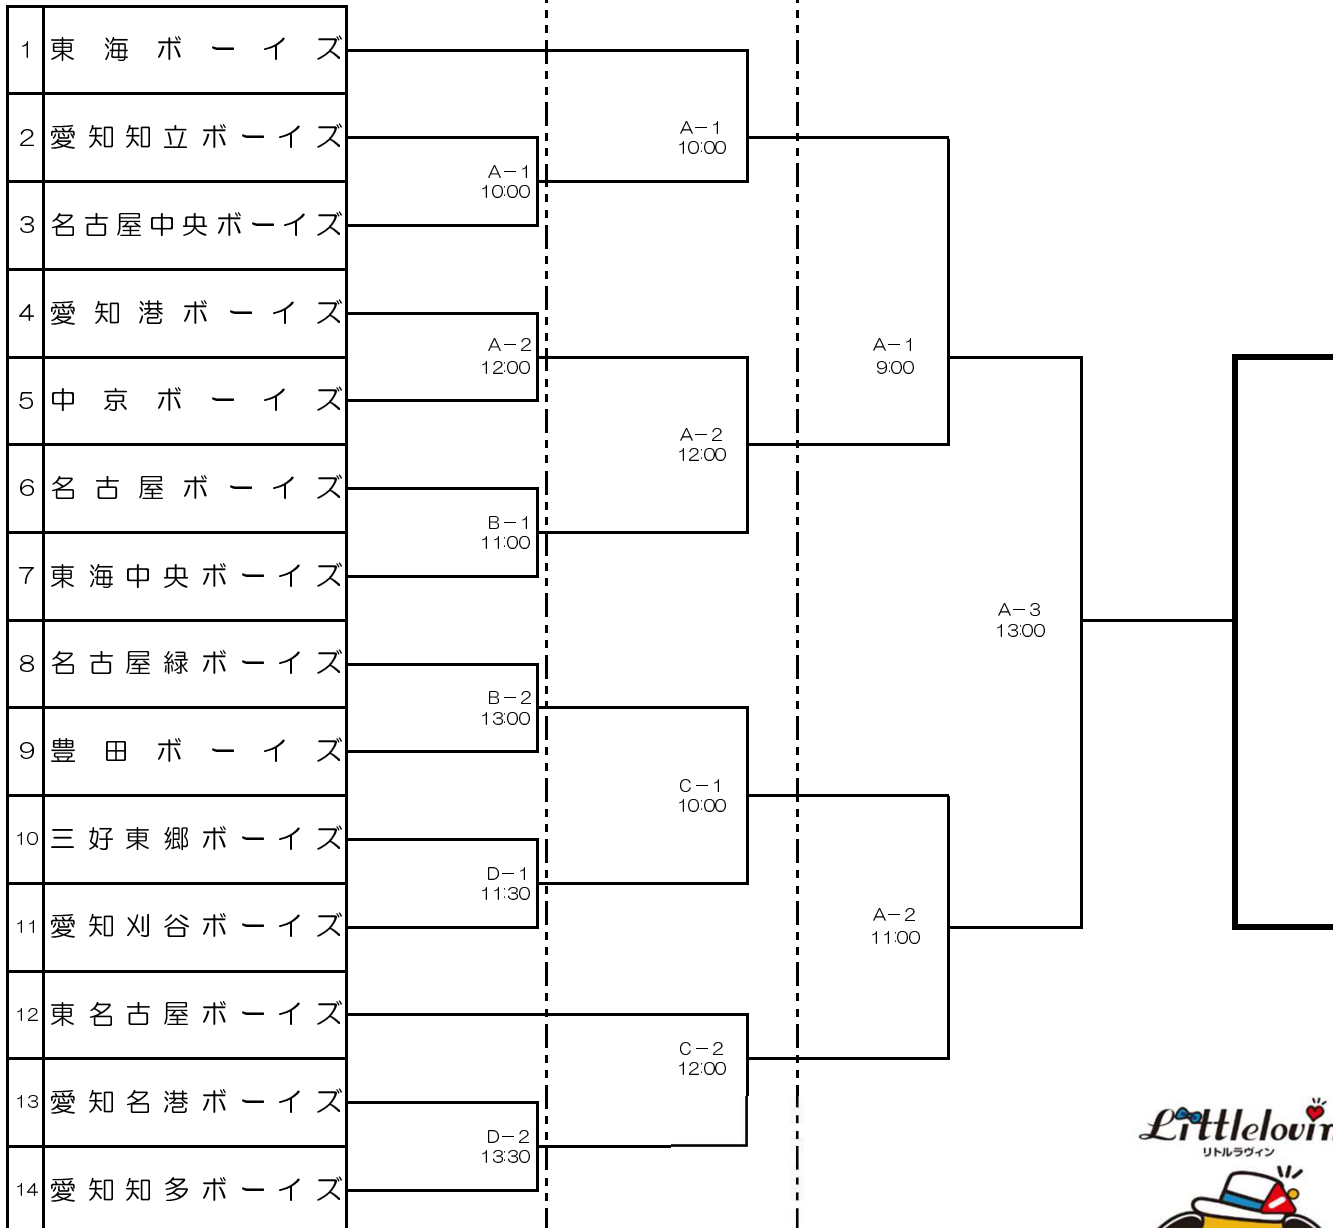 1 東海ボーイズ
2 愛知知立ボーイズ
3 名古屋中央ボーイズ
4 愛知港ボーイズ
5 中京ボーイズ
6 名古屋ボーイズ
7 東海中央ボーイズ
8 名古屋緑ボーイズ
9 豊田ボーイズ
10 三好東郷ボーイズ
11 愛知刈谷ボーイズ
12 東名古屋ボーイズ
13 愛知名港ボーイズ
14 愛知知多ボーイズ
A-1
10:00
A-2
12:00
B-1
11:00
B-2
13:00
D-1
11:30
D-2
13:30
A-1
10:00
A-2
12:00
C-1
10:00
C-2
12:00
A-1
9:00
A-2
11:00
A-3
13:00
Littlelovin
リトルラヴィン